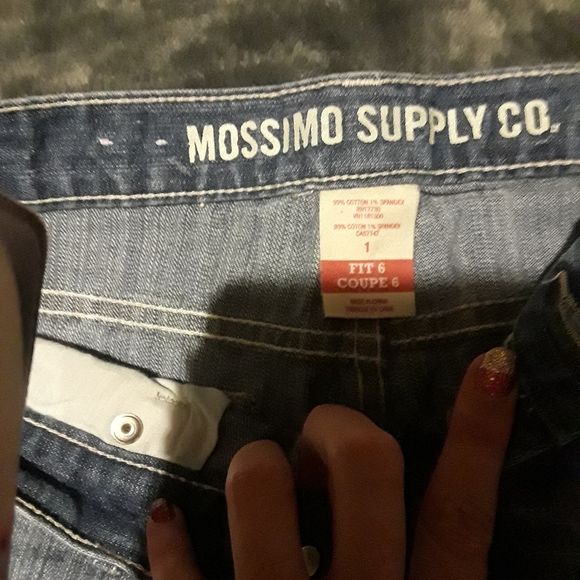 MOSSIMO SUPPLY CO.
99% COTTON 1% SPANDEX
RN17730
99% COTTON 1% SPANDEX
1
FIT 6
COUPE 6
MADE IN CHINA